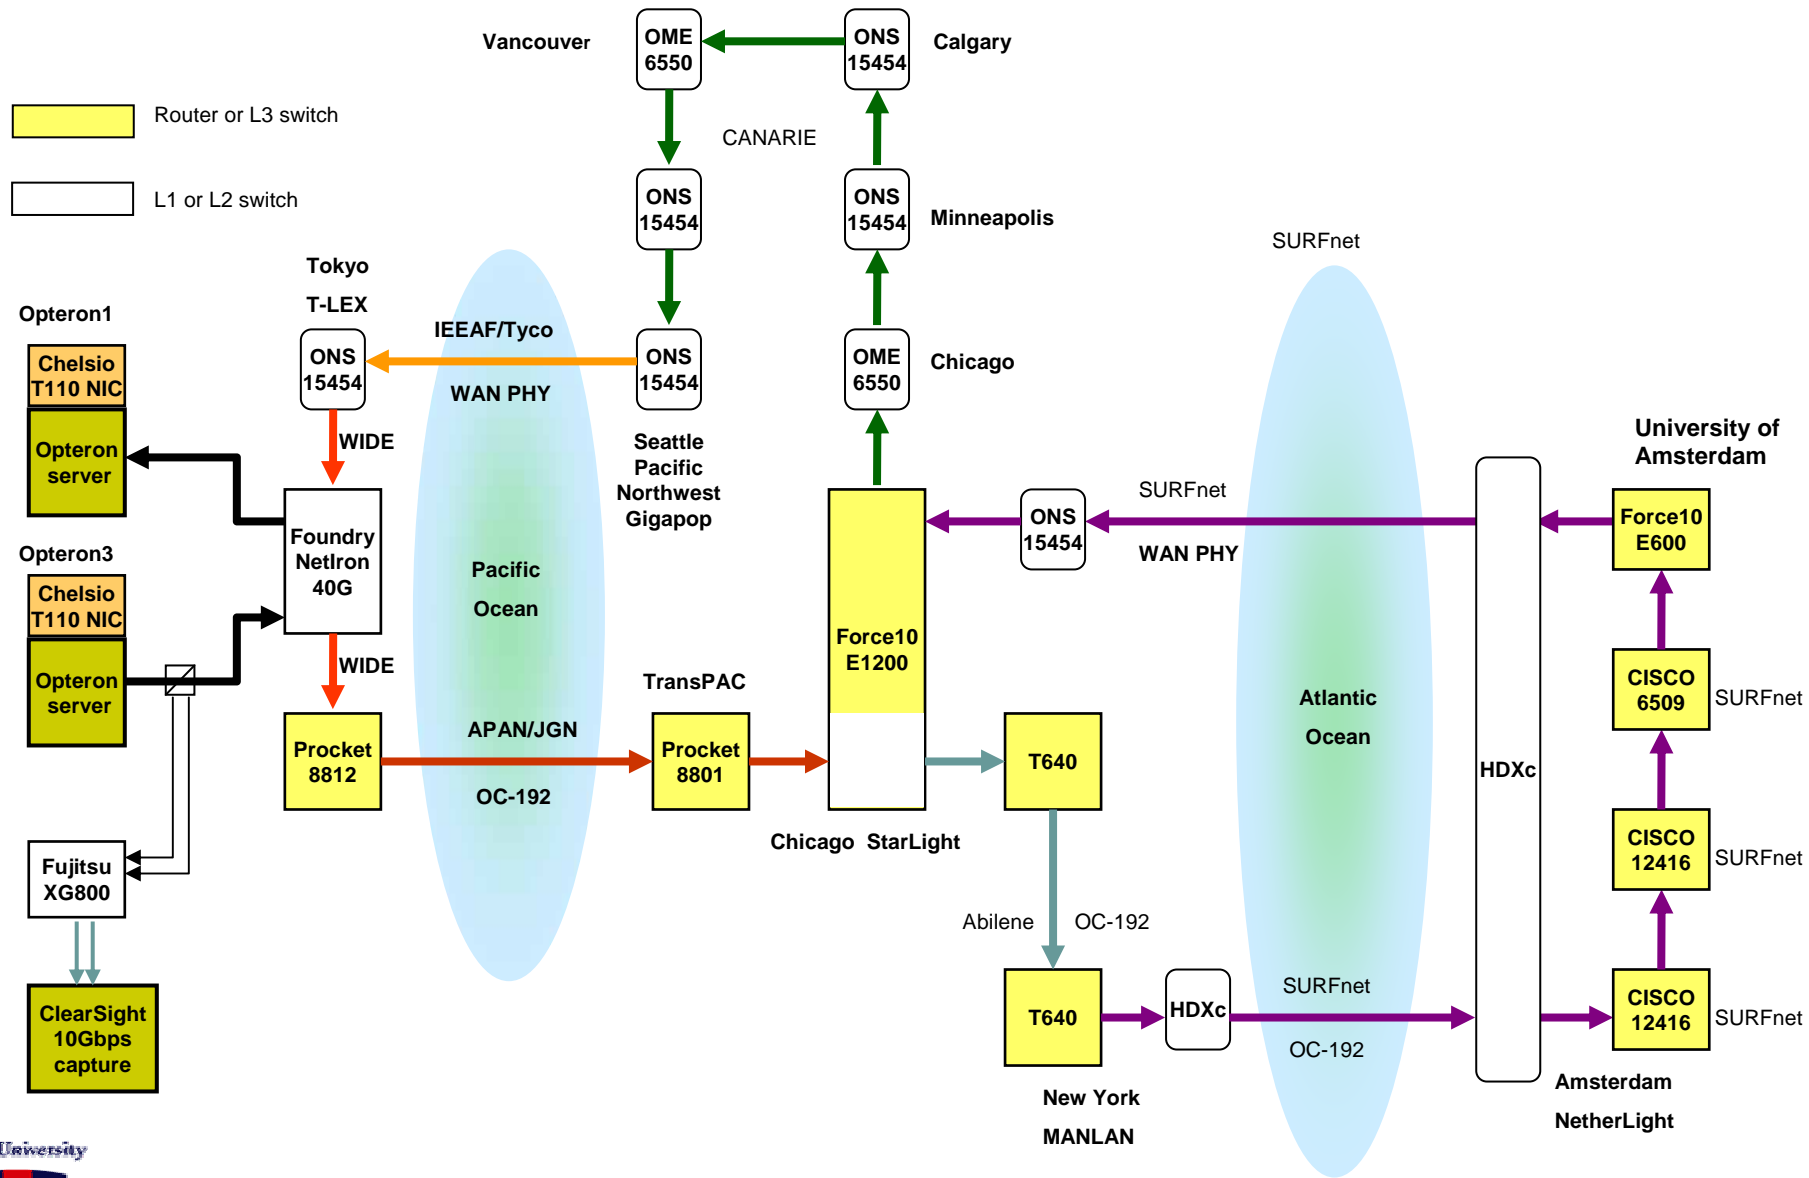 Vancouver
OME
6550
ONS
15454
Calgary
Router or L3 switch
CANARIE
L1 or L2 switch
ONS
15454
ONS
15454
Minneapolis
SURFnet
Tokyo
T-LEX
Opteron1
IEEAF/Tyco
Chelsio
T110 NIC
ONS
15454
ONS
15454
OME
6550
Chicago
WAN PHY
Opteron
server
WIDE
Seattle
Pacific
Northwest
Gigapop
University of
Amsterdam
SURFnet
ONS
15454
Force10
E600
Foundry
NetIron
40G
WAN PHY
Opteron3
Pacific
Ocean
Chelsio
T110 NIC
Force10
E1200
WIDE
Opteron
server
TransPAC
Atlantic
Ocean
CISCO
6509
SURFnet
APAN/JGN
Procket
8812
Procket
8801
T640
HDXc
OC-192
Chicago StarLight
CISCO
12416
SURFnet
Fujitsu
XG800
Abilene
OC-192
SURFnet
ClearSight
10Gbps
capture
T640
HDXc
CISCO
12416
SURFnet
OC-192
New York
MANLAN
Amsterdam
NetherLight
University